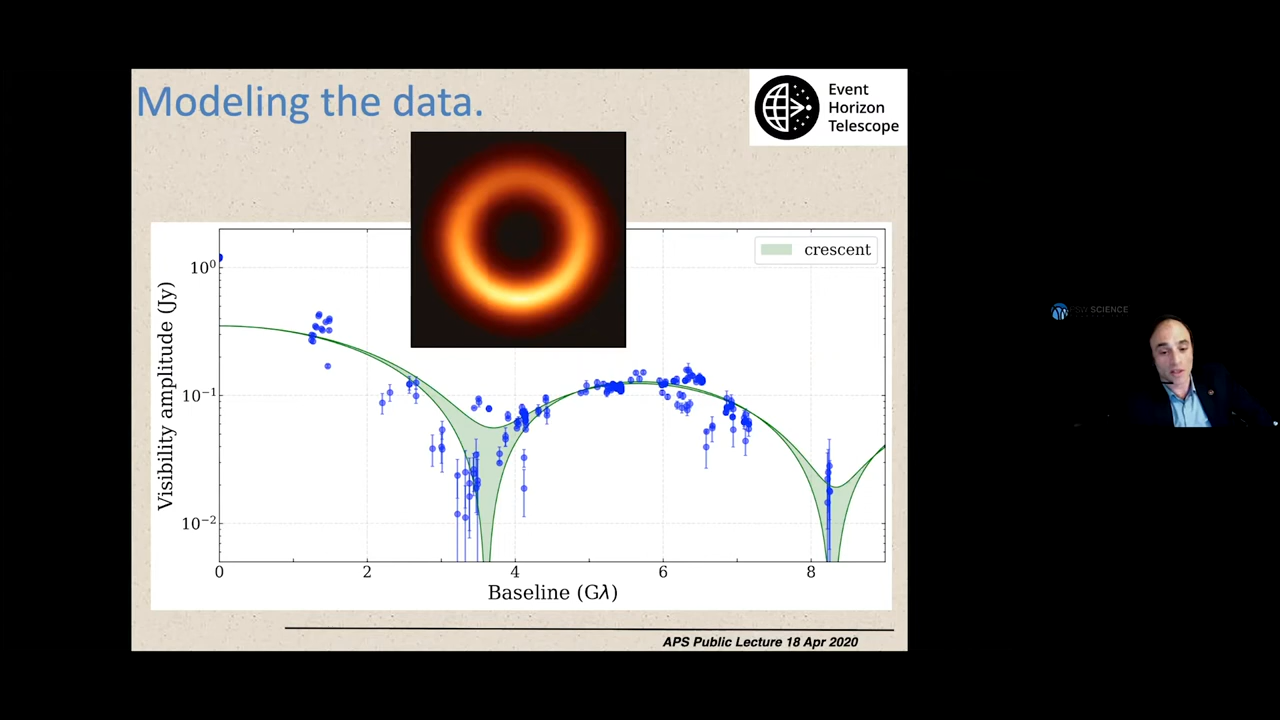 Modeling the data.
Event
Horizon
Telescope
crescent
10⁰
10⁻¹
10⁻²
Visibility amplitude (Jy)
0 2 4 6 8
Baseline (Gλ)
APS Public Lecture 18 Apr 2020
SCIENCE